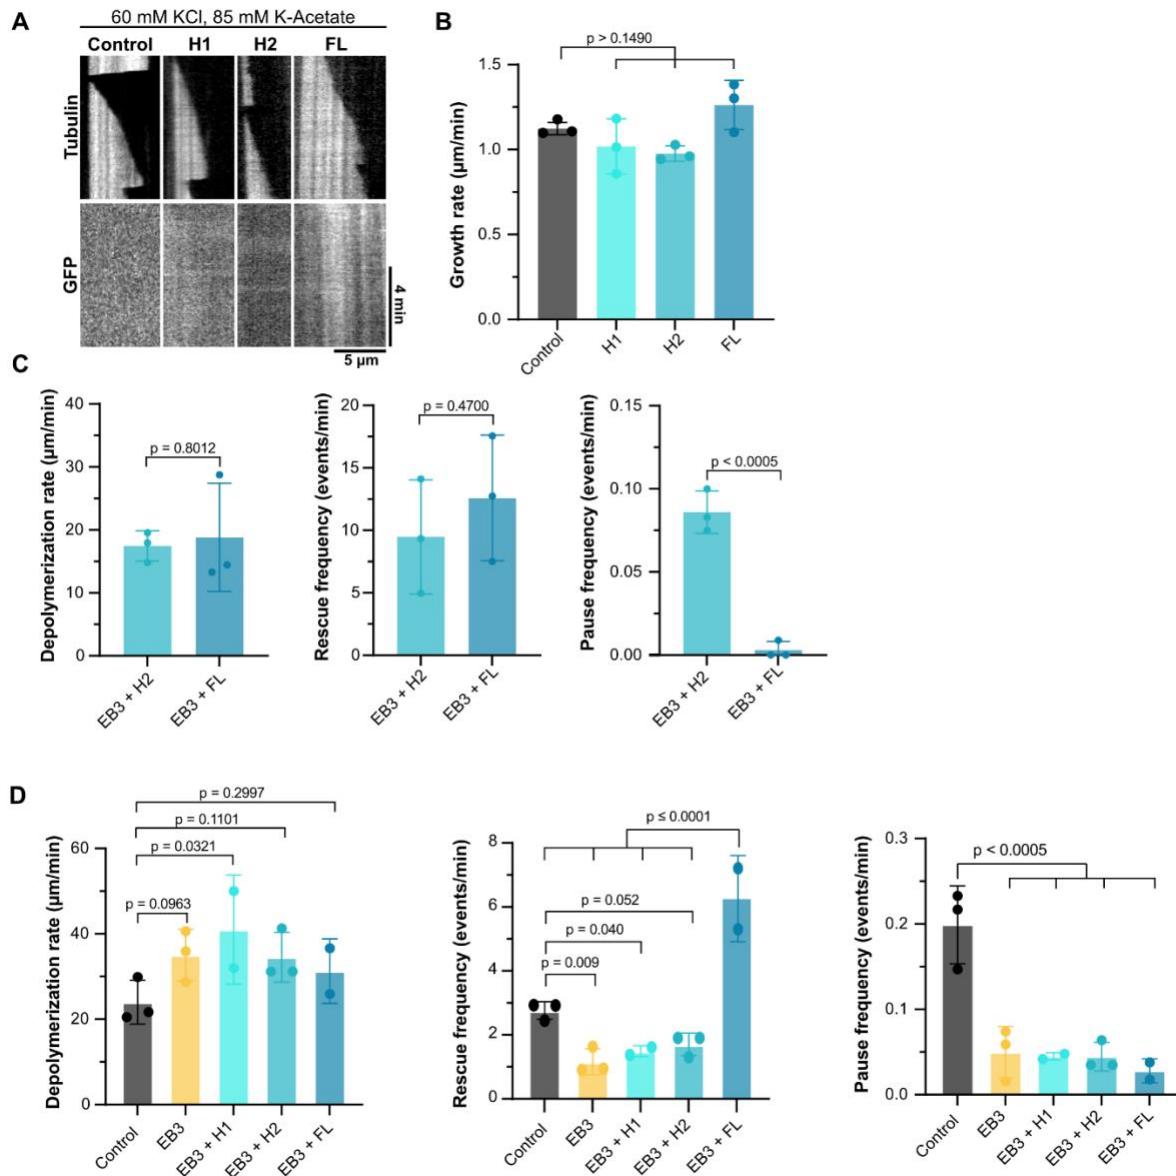 A
60 mM KCl, 85 mM K-Acetate
Control H1 H2 FL
Tubulin
GFP
4 min
5 µm
B
p > 0.1490
Growth rate (µm/min)
1.5
1.0
0.5
0.0
Control H1 H2 FL
C
Depolymerization rate (µm/min)
40
30
20
10
0
p = 0.8012
EB3 + H2 EB3 + FL
Rescue frequency (events/min)
20
15
10
5
0
p = 0.4700
EB3 + H2 EB3 + FL
Pause frequency (events/min)
0.15
0.10
0.05
0.00
p < 0.0005
EB3 + H2 EB3 + FL
D
Depolymerization rate (µm/min)
60
40
20
0
p = 0.2997
p = 0.1101
p = 0.0321
p = 0.0963
Control EB3 EB3 + H1 EB3 + H2 EB3 + FL
Rescue frequency (events/min)
8
6
4
2
0
p ≤ 0.0001
p = 0.052
p = 0.040
p = 0.009
Control EB3 EB3 + H1 EB3 + H2 EB3 + FL
Pause frequency (events/min)
0.3
0.2
0.1
0.0
p < 0.0005
Control EB3 EB3 + H1 EB3 + H2 EB3 + FL